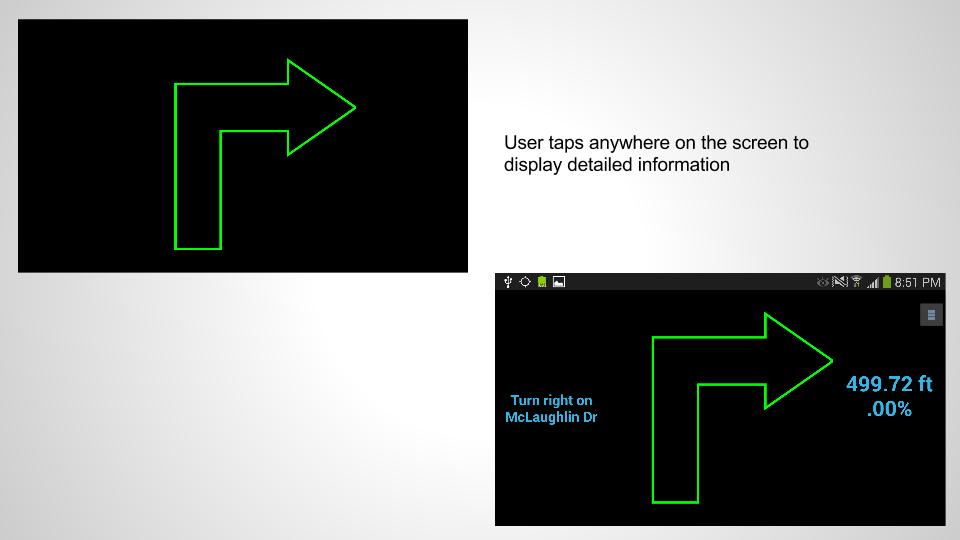 User taps anywhere on the screen to
display detailed information
8:51 PM
499.72 ft
.00%
Turn right on
McLaughlin Dr